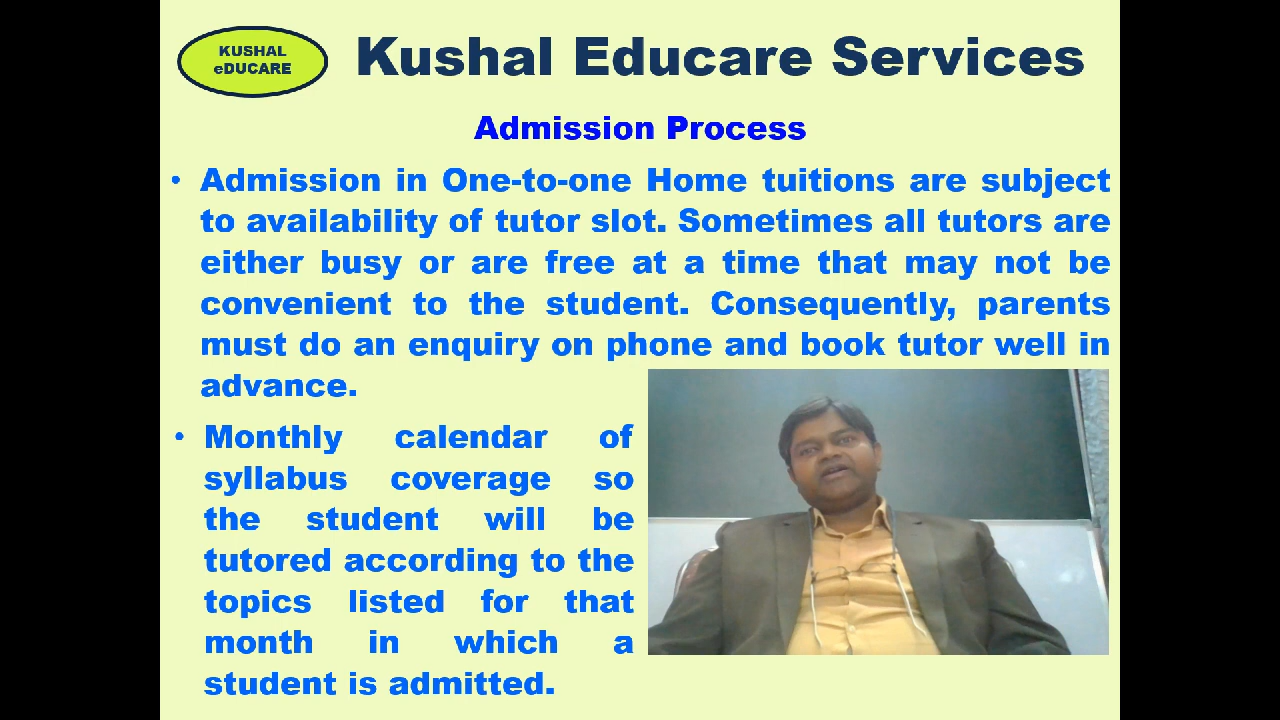 KUSHAL
eDUCARE
Kushal Educare Services
Admission Process
• Admission in One-to-one Home tuitions are subject
to availability of tutor slot. Sometimes all tutors are
either busy or are free at a time that may not be
convenient to the student. Consequently, parents
must do an enquiry on phone and book tutor well in
advance.
• Monthly calendar of
syllabus coverage so
the student will be
tutored according to the
topics listed for that
month in which a
student is admitted.